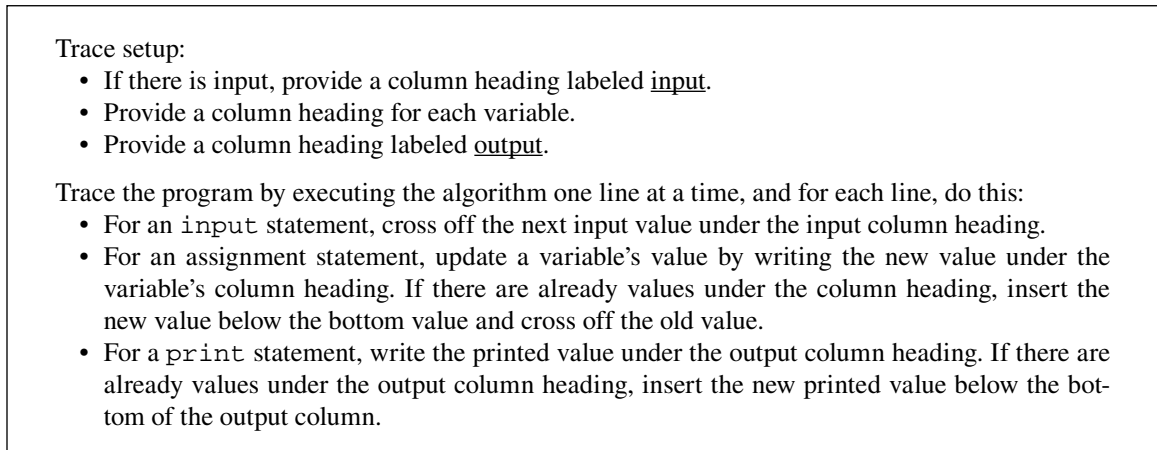 Trace setup:
• If there is input, provide a column heading labeled input.
• Provide a column heading for each variable.
• Provide a column heading labeled output.
Trace the program by executing the algorithm one line at a time, and for each line, do this:
• For an input statement, cross off the next input value under the input column heading.
• For an assignment statement, update a variable's value by writing the new value under the
variable's column heading. If there are already values under the column heading, insert the
new value below the bottom value and cross off the old value.
• For a print statement, write the printed value under the output column heading. If there are
already values under the output column heading, insert the new printed value below the bot-
tom of the output column.